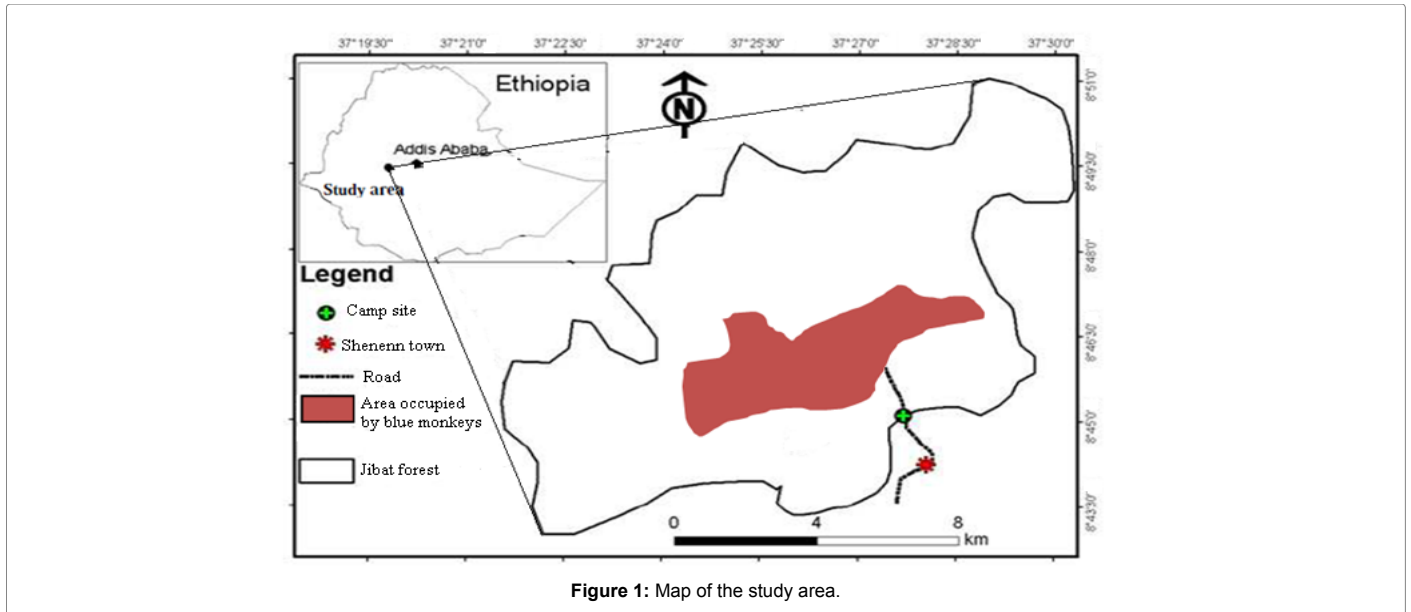 37°19'30" 37°21'0" 37°22'30" 37°24'0" 37°25'30" 37°27'0" 37°28'30" 37°30'0"
Ethiopia
Addis Ababa
Study area
N
8°51'0"
8°49'30"
8°48'0"
8°46'30"
8°45'0"
8°43'30"
Legend
Camp site
Shenenn town
Road
Area occupied
by blue monkeys
Jibat forest
0 4 8
km
Figure 1: Map of the study area.